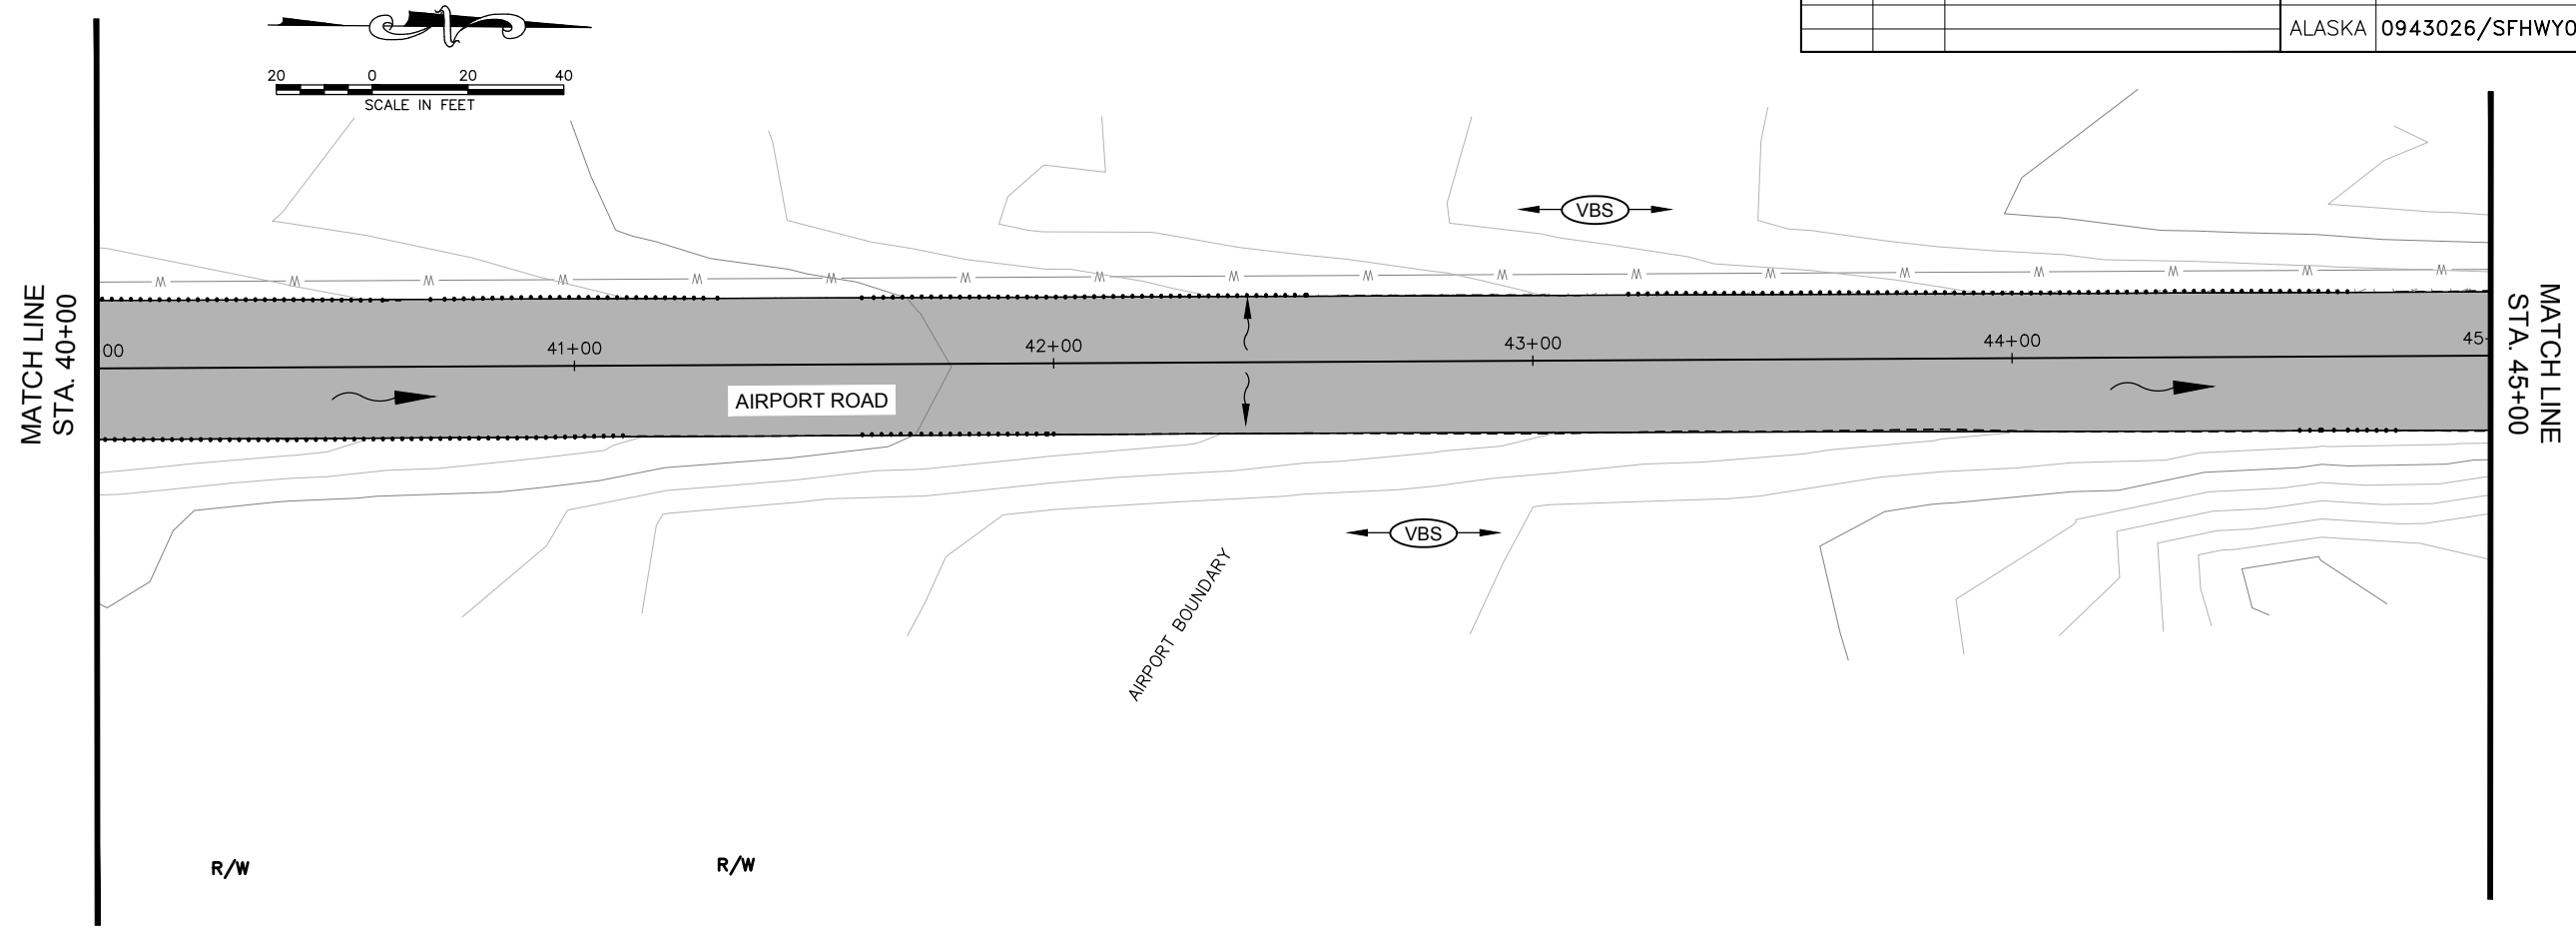 ALASKA 0943026/SFHWY0
20 0 20 40
SCALE IN FEET
VBS
W W W W W W W W W W W W W W W W W W
MATCH LINE
STA. 40+00
00 41+00 42+00 43+00 44+00 45
AIRPORT ROAD
MATCH LINE
STA. 45+00
VBS
AIRPORT BOUNDARY
R/W R/W